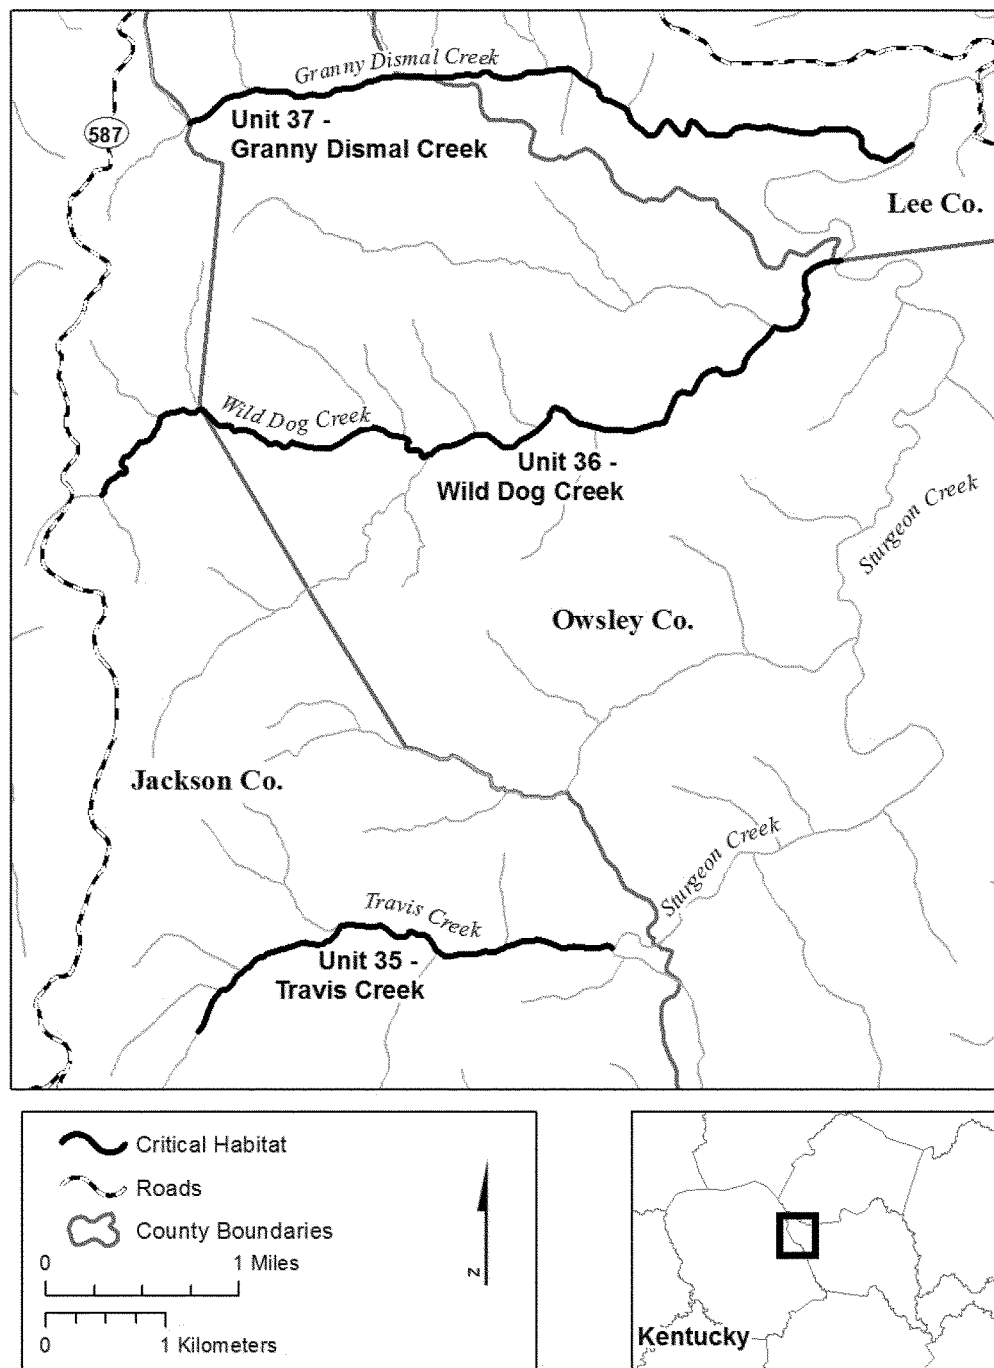 Granny Dismal Creek
Unit 37 -
Granny Dismal Creek
587
Lee Co.
Wild Dog Creek
Unit 36 -
Wild Dog Creek
Sturgeon Creek
Owsley Co.
Jackson Co.
Sturgeon Creek
Travis Creek
Unit 35 -
Travis Creek
Critical Habitat
Roads
County Boundaries
0 1 Miles
0 1 Kilometers
N
Kentucky